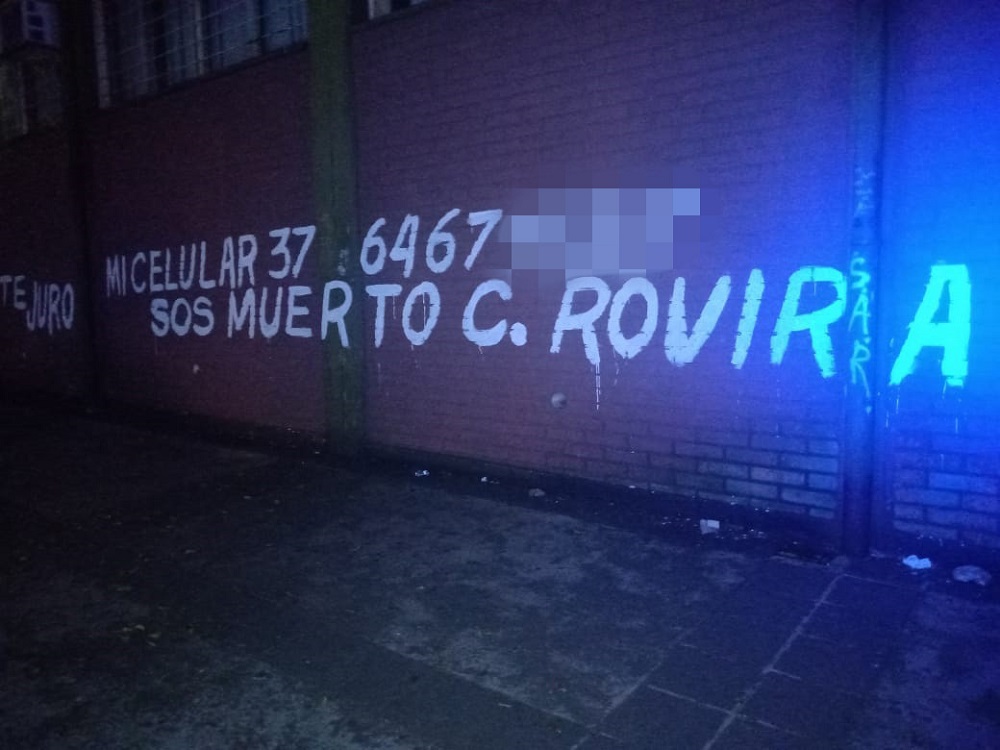 TE JURO
MI CELULAR 37 6467
SOS MUERTO C. ROVIRA